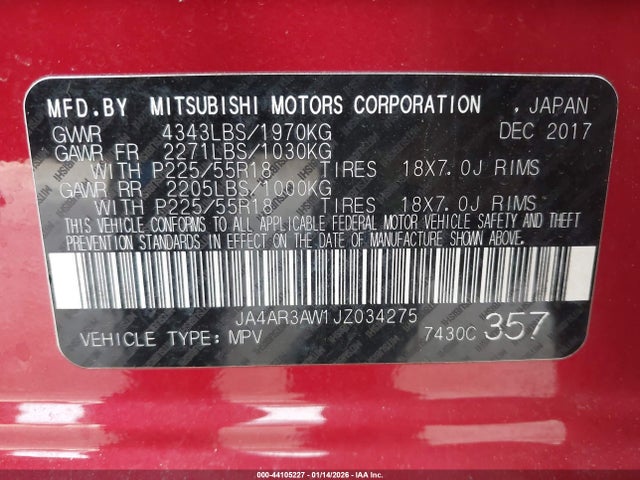 MFD.BY MITSUBISHI MOTORS CORPORATION , JAPAN
GVWR 4343LBS/1970KG DEC 2017
GAWR FR 2271LBS/1030KG
WITH P225/55R18 TIRES 18X7.0J RIMS
GAWR RR 2205LBS/1000KG
WITH P225/55R18 TIRES 18X7.0J RIMS
THIS VEHICLE CONFORMS TO ALL APPLICABLE FEDERAL MOTOR VEHICLE SAFETY AND THEFT
PREVENTION STANDARDS IN EFFECT ON THE DATE OF MANUFACTURE SHOWN ABOVE.
JA4AR3AW1JZ034275
VEHICLE TYPE: MPV 7430C 357
000-44105227 - 01/14/2026 - IAA Inc.